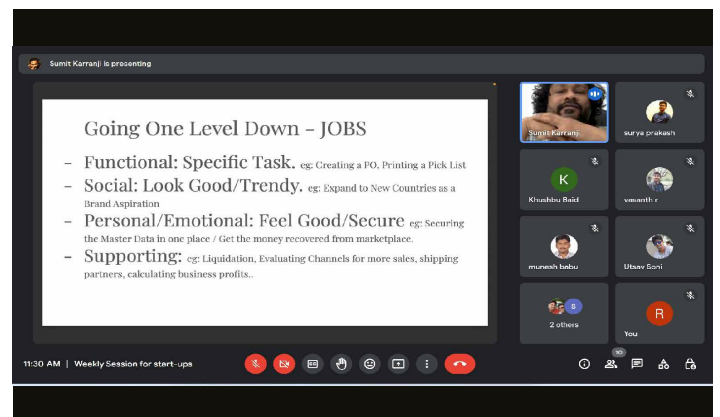 Sumit Karranji is presenting
Going One Level Down – JOBS
- Functional: Specific Task. eg: Creating a PO, Printing a Pick List
- Social: Look Good/Trendy. eg: Expand to New Countries as a
Brand Aspiration
- Personal/Emotional: Feel Good/Secure eg: Securing
the Master Data in one place / Get the money recovered from marketplace.
- Supporting: eg: Liquidation, Evaluating Channels for more sales, shipping
partners, calculating business profits..
Sumit Karranji
surya prakash
K
Khushbu Baid
vasanth r
munesh babu
Utsav Soni
S
2 others
R
You
11:30 AM | Weekly Session for start-ups
10